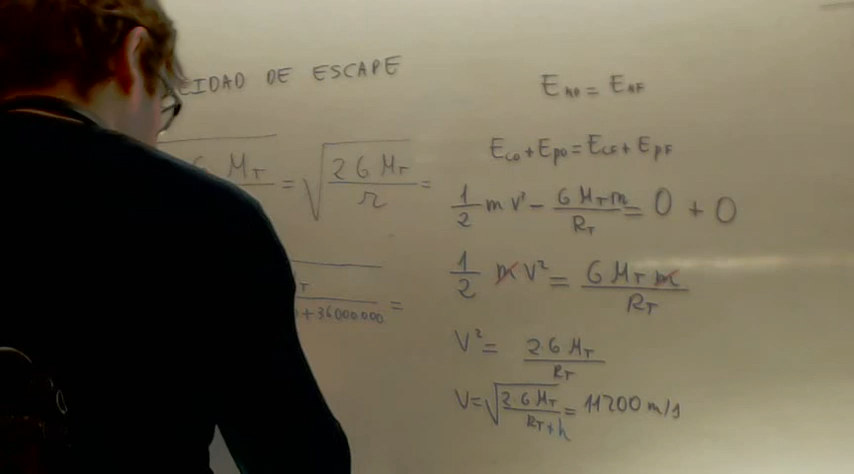 CIDAD DE ESCAPE
M_T = √(2 G M_T / r) =
T / + 36000000 =
E_M0 = E_MF
E_C0 + E_P0 = E_CF + E_PF
1/2 m v² - G M_T m / R_T = 0 + 0
1/2 m v² = G M_T m / R_T
V² = 2 G M_T / R_T
V = √(2 G M_T / R_T + h) = 11200 m/s